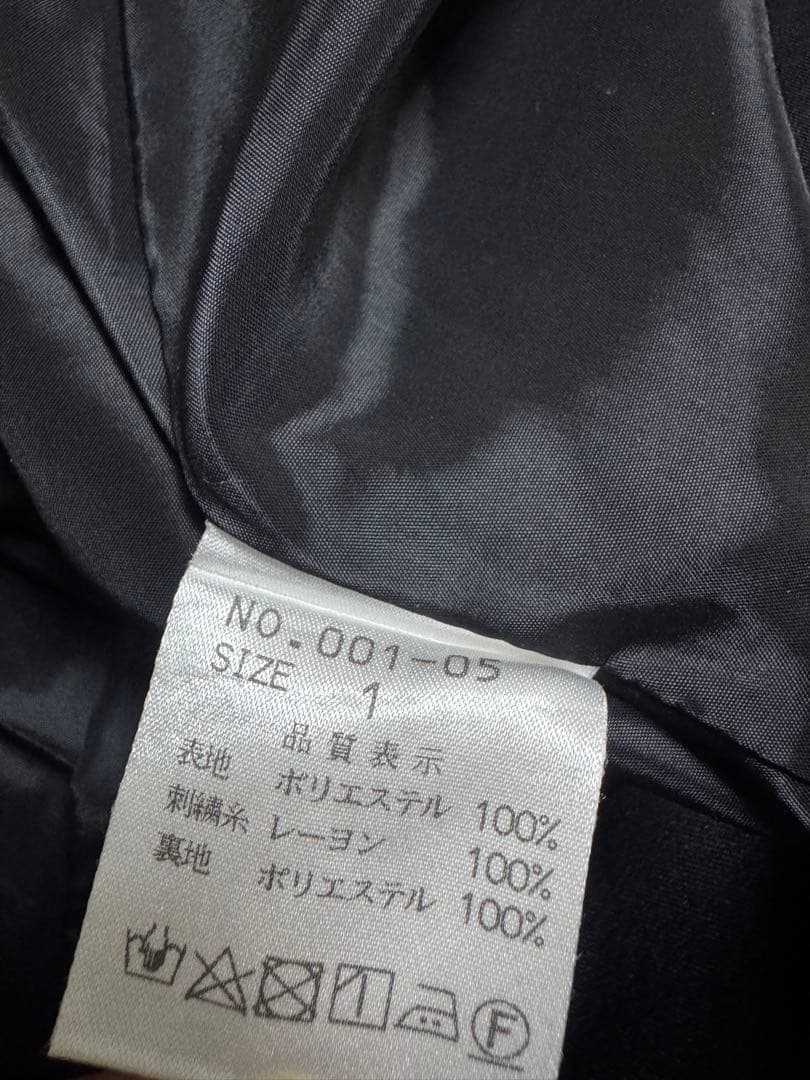 NO.001-05
SIZE 1
品質表示
表地 ポリエステル 100%
刺繍糸 レーヨン 100%
裏地 ポリエステル 100%
F